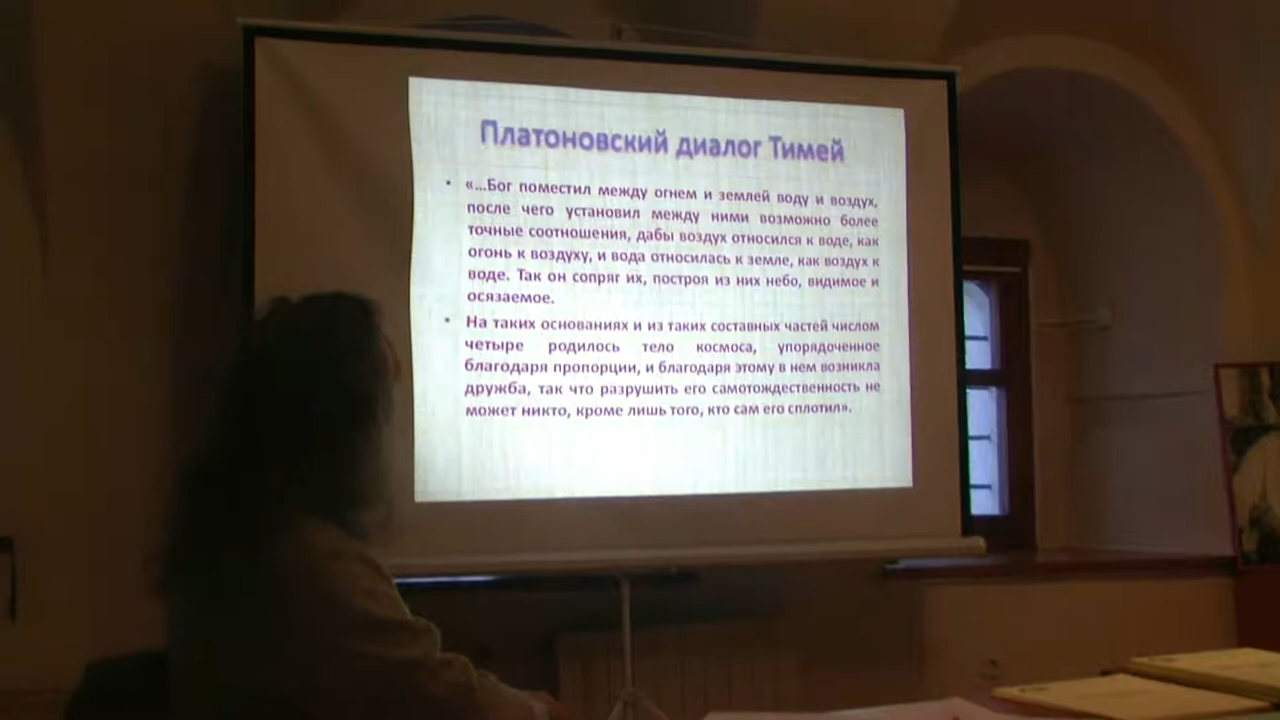 Платоновский диалог Тимей
• «...Бог поместил между огнем и землей воду и воздух,
после чего установил между ними возможно более
точные соотношения, дабы воздух относился к воде, как
огонь к воздуху, и вода относилась к земле, как воздух к
воде. Так он сопряг их, построя из них небо, видимое и
осязаемое.
• На таких основаниях и из таких составных частей числом
четыре родилось тело космоса, упорядоченное
благодаря пропорции, и благодаря этому в нем возникла
дружба, так что разрушить его самотождественность не
может никто, кроме лишь того, кто сам его сплотил».